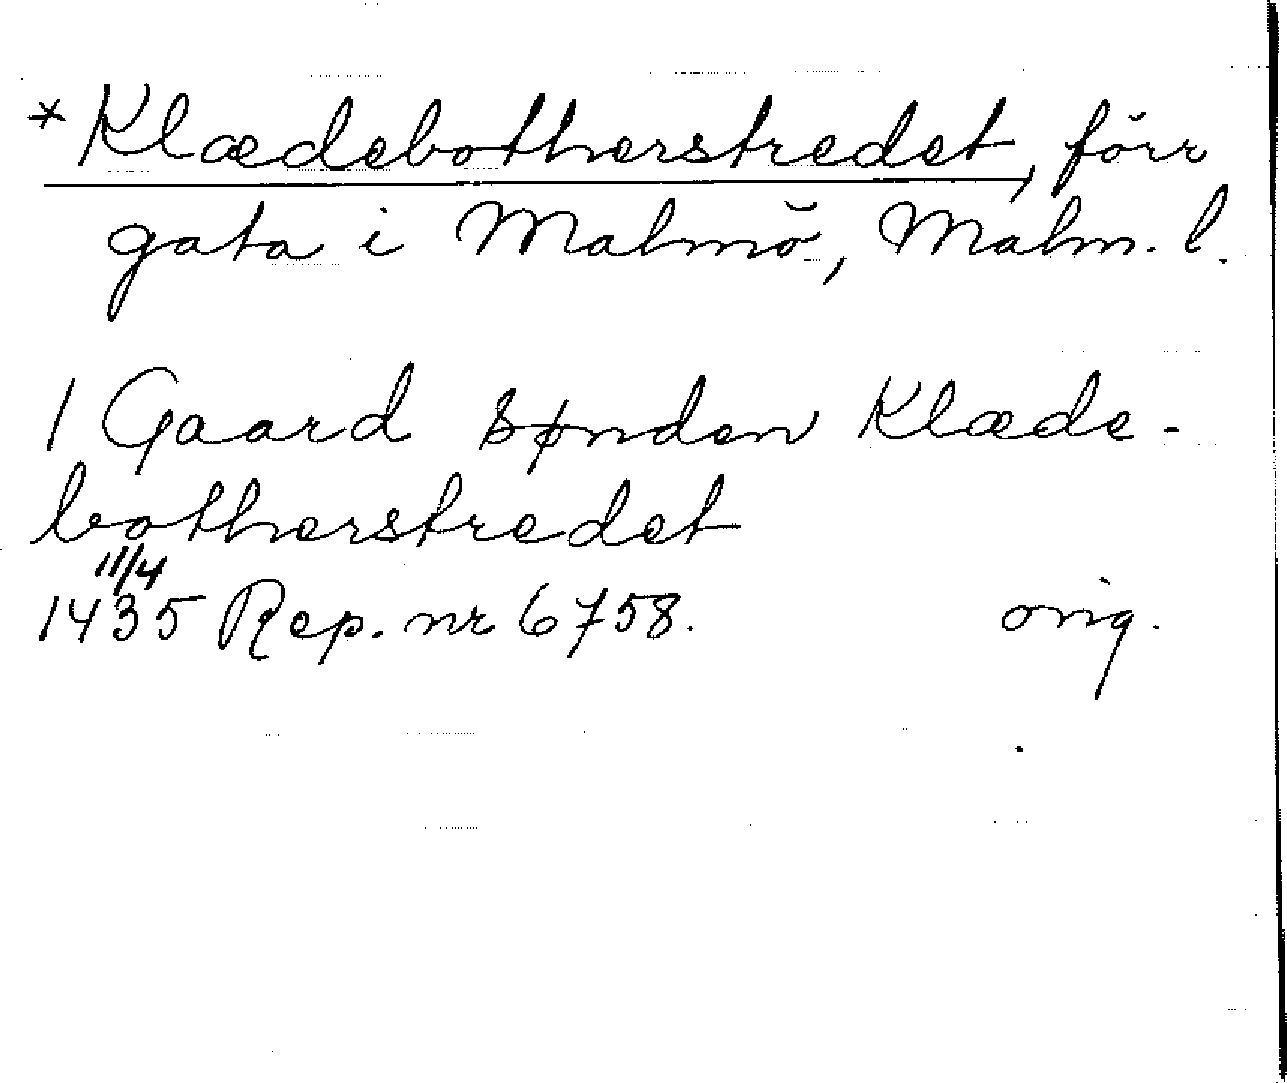 *Klædebotherstredet, förr
gata i Malmö, Malm. l.
1 Gaard sønden Klæde-
botherstredet
11/4
1435 Rep. nr 6758. orig.